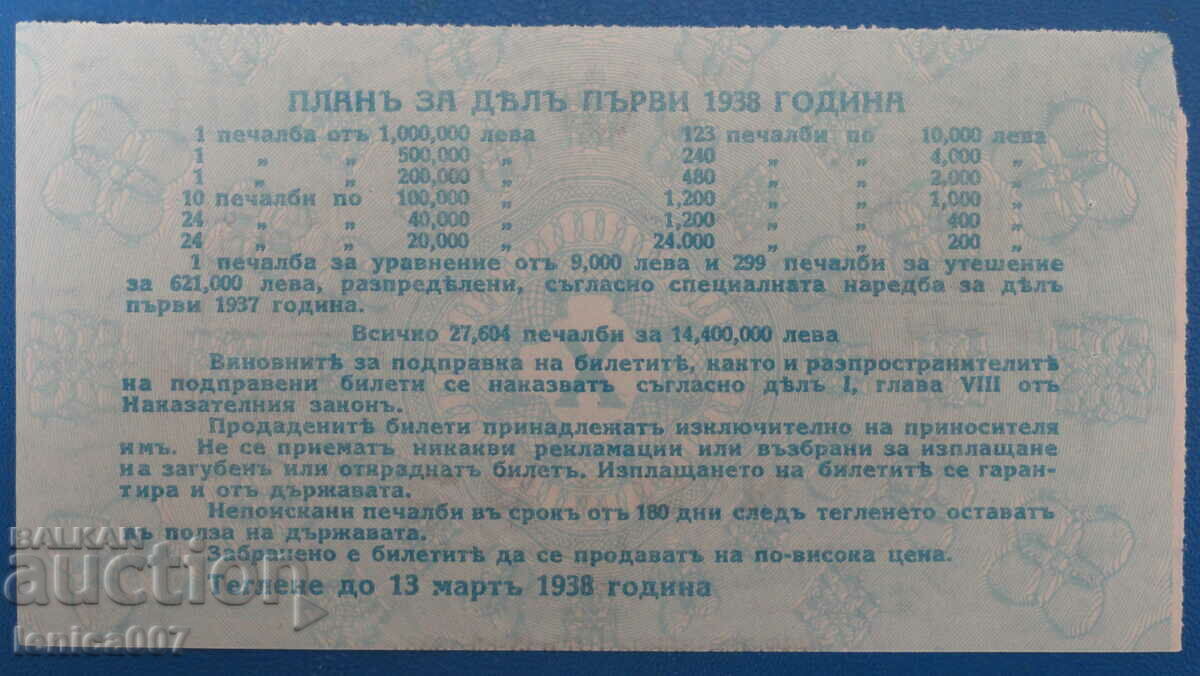 ПЛАНЪ ЗА ДѢЛЪ ПЪРВИ 1938 ГОДИНА
1 печалба отъ 1,000,000 лева 123 печалби по 10,000 лева
1 „ „ 500,000 „ 240 „ „ 4,000 „
1 „ „ 200,000 „ 480 „ „ 2,000 „
10 печалби по 100,000 „ 1,200 „ „ 1,000 „
24 „ „ 40,000 „ 1,200 „ „ 400 „
24 „ „ 20,000 „ 24.000 „ „ 200 „
1 печалба за уравнение отъ 9,000 лева и 299 печалби за утешение
за 621,000 лева, разпредѣлени, съгласно специалната наредба за дѣлъ
първи 1937 година.
Всичко 27,604 печалби за 14,400,000 лева
Виновнитѣ за подправка на билетитѣ, както и разпространителитѣ
на подправени билети се наказватъ съгласно дѣлъ I, глава VIII отъ
Наказателния законъ.
Продаденитѣ билети принадлежатъ изключително на приносителя
имъ. Не се приематъ никакви рекламации или възбрани за изплащане
на загубенъ или откраднатъ билетъ. Изплащането на билетитѣ се гаран-
тира и отъ държавата.
Непоискани печалби въ срокъ отъ 180 дни следъ тегленето оставатъ
въ полза на държавата.
Забранено е билетитѣ да се продаватъ на по-висока цена.
Теглене до 13 мартъ 1938 година
BALKAN
auction
lenica007